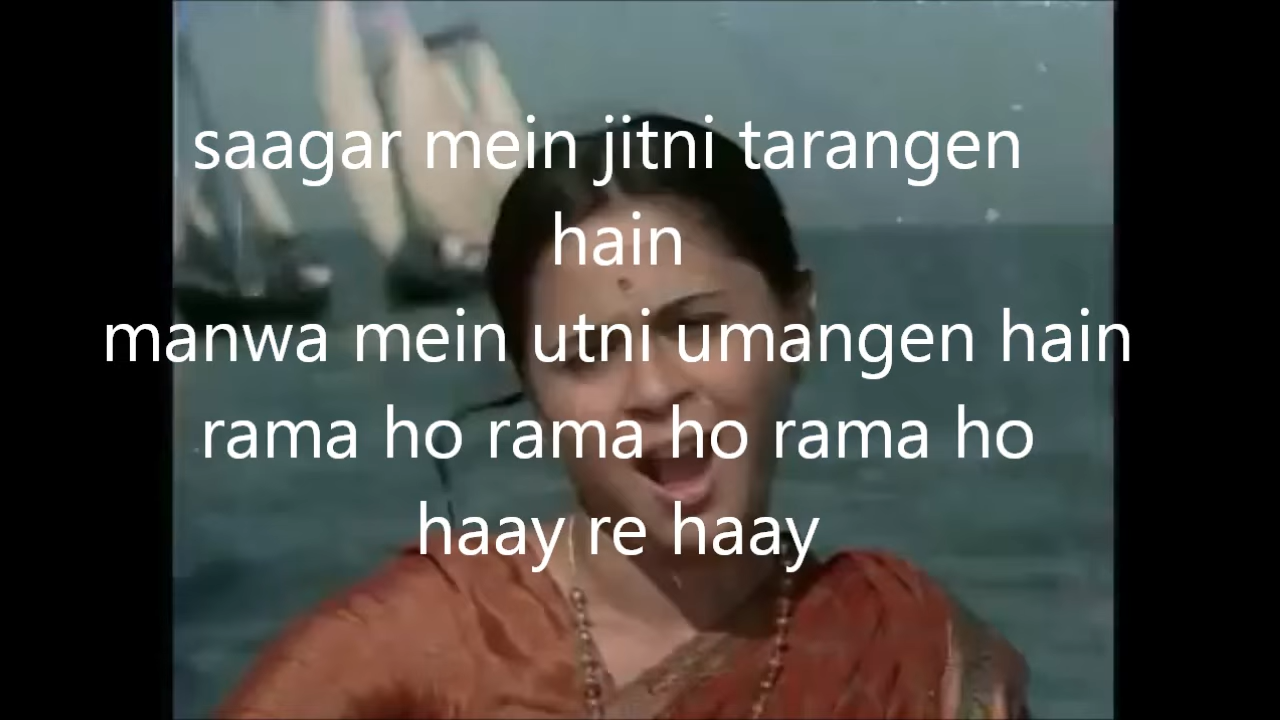 saagar mein jitni tarangen
hain
manwa mein utni umangen hain
rama ho rama ho rama ho
haay re haay